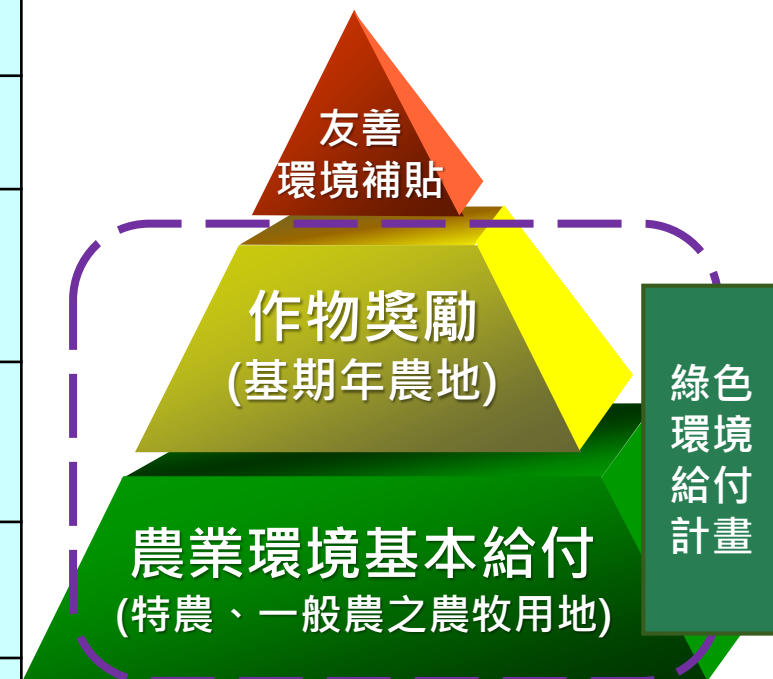 友善
環境補貼
作物獎勵
(基期年農地)
綠色
環境
給付
計畫
農業環境基本給付
(特農、一般農之農牧用地)